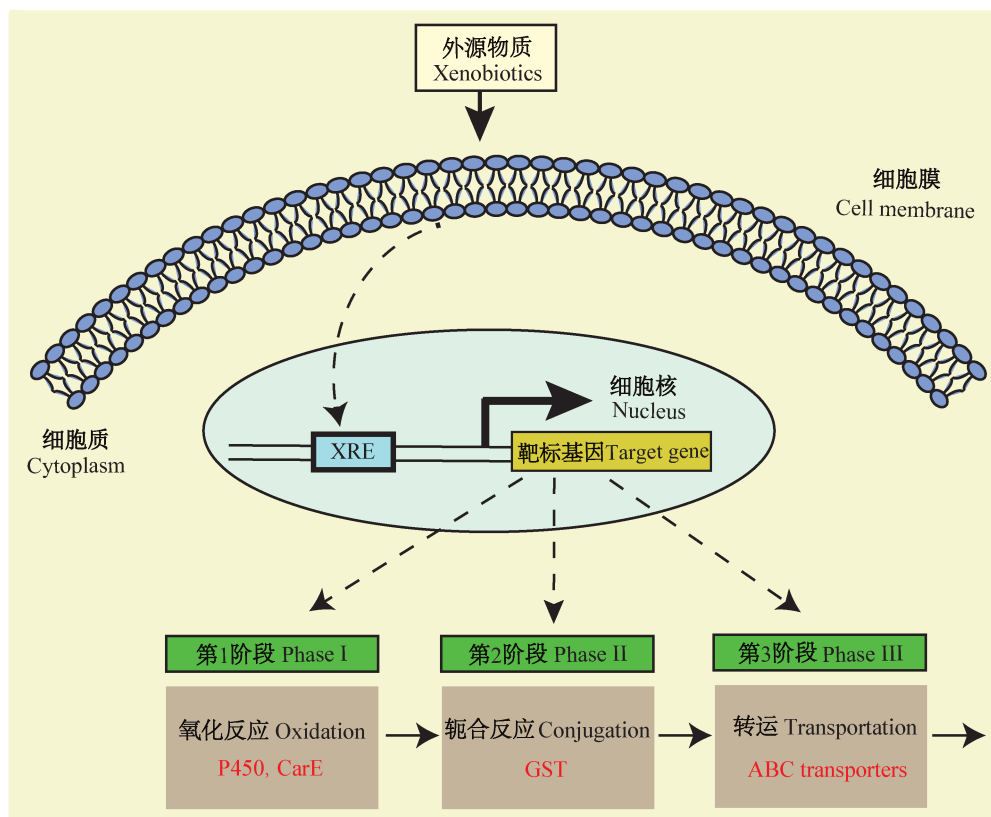 外源物质
Xenobiotics
细胞膜
Cell membrane
细胞核
Nucleus
细胞质
Cytoplasm
XRE
靶标基因Target gene
第1阶段 Phase I
第2阶段 Phase II
第3阶段 Phase III
氧化反应 Oxidation
P450, CarE
轭合反应 Conjugation
GST
转运 Transportation
ABC transporters